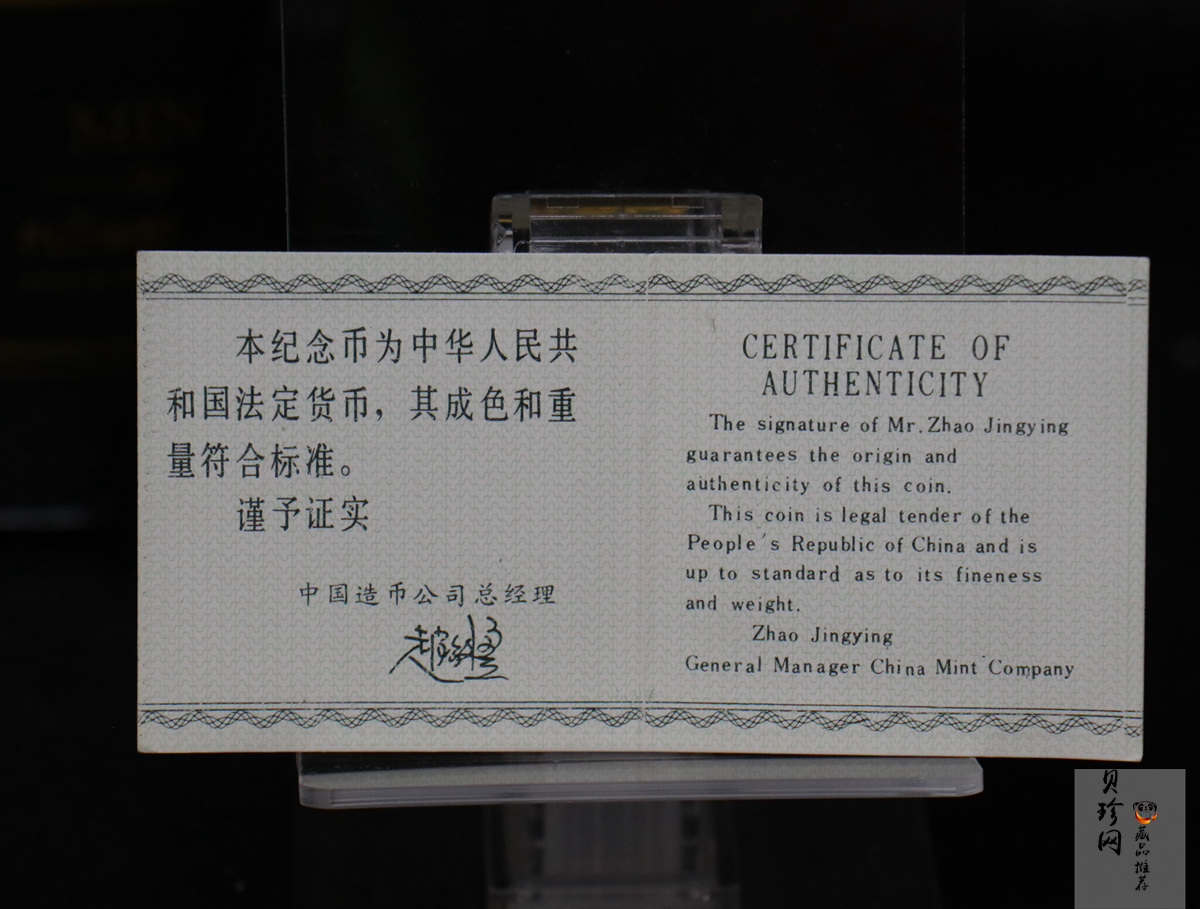 本纪念币为中华人民共
和国法定货币，其成色和重
量符合标准。
谨予证实
中国造币公司总经理
CERTIFICATE OF
AUTHENTICITY
The signature of Mr. Zhao Jingying
guarantees the origin and
authenticity of this coin.
This coin is legal tender of the
People's Republic of China and is
up to standard as to its fineness
and weight.
Zhao Jingying
General Manager China Mint Company
贝珍网
藏品推荐